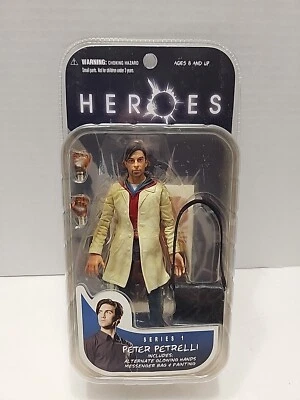 WARNING: CHOKING HAZARD
Small parts. Not for children under 3 years.
AGES 8 AND UP
HEROES
SERIES 1
PETER PETRELLI
INCLUDES:
ALTERNATE GLOWING HANDS
MESSENGER BAG & PAINTING